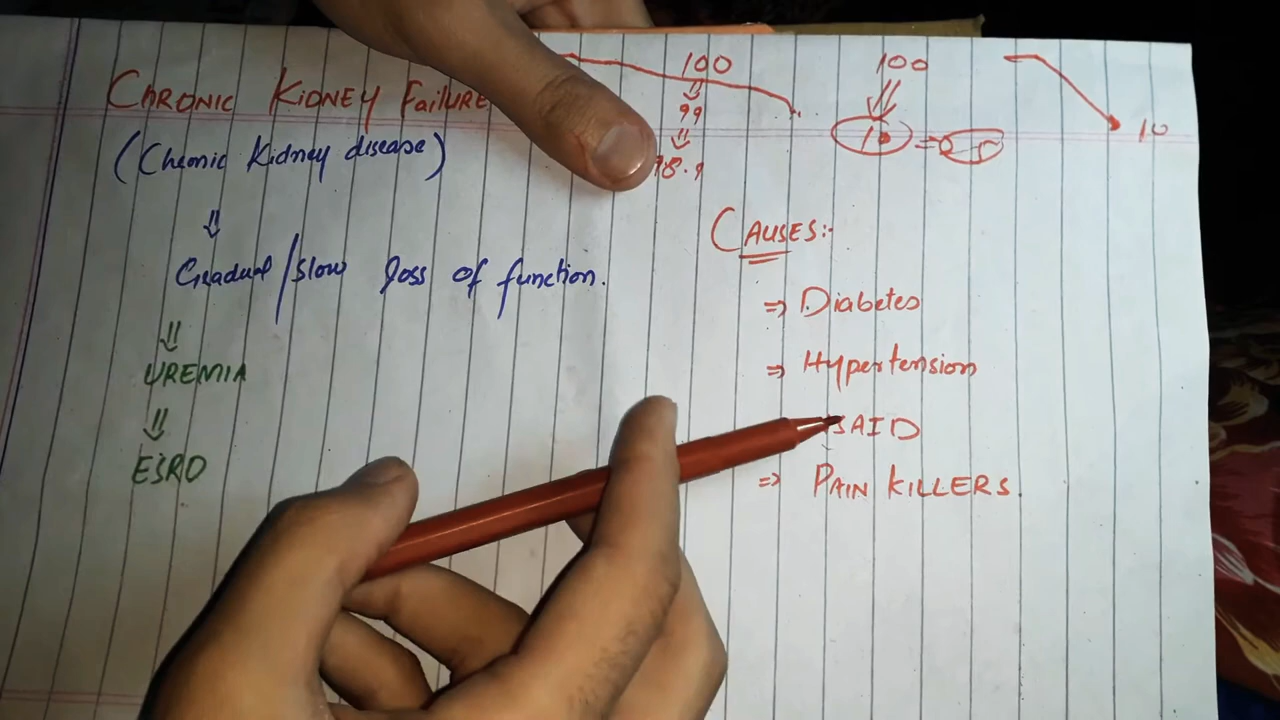 CHRONIC KIDNEY FAILURE
(Chronic Kidney disease)
⇓
Gradual/slow loss of function.
⇓
UREMIA
⇓
ESRD
100
⇓
99
⇓
98.9
100
10
10
CAUSES:-
⇒ Diabetes
⇒ Hypertension
SAID
⇒ PAIN KILLERS.